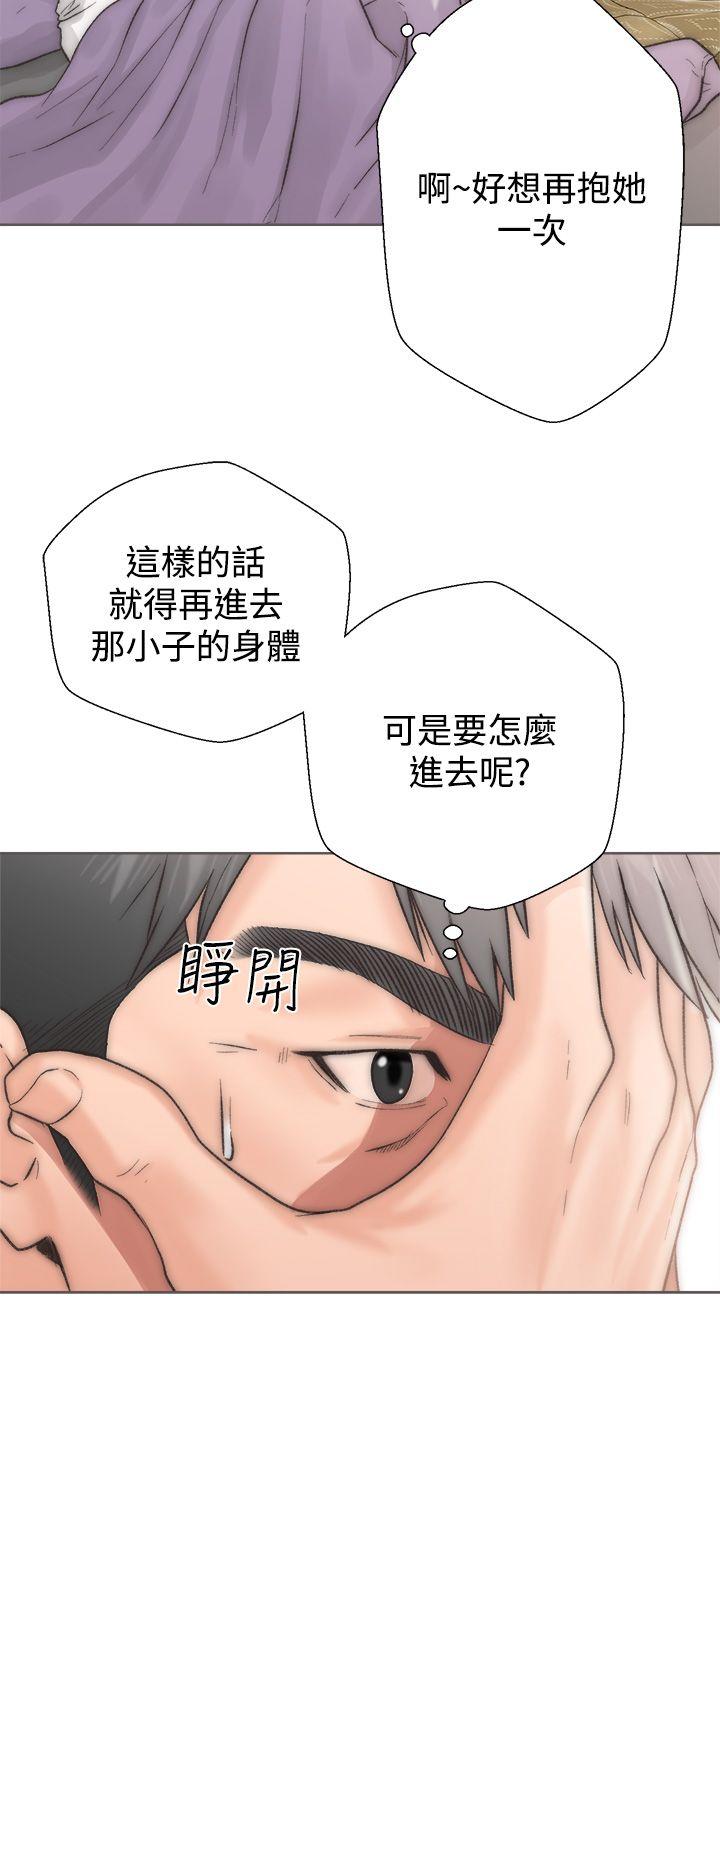 啊~好想再抱她
一次
這樣的話
就得再進去
那小子的身體
可是要怎麼
進去呢?
睜開